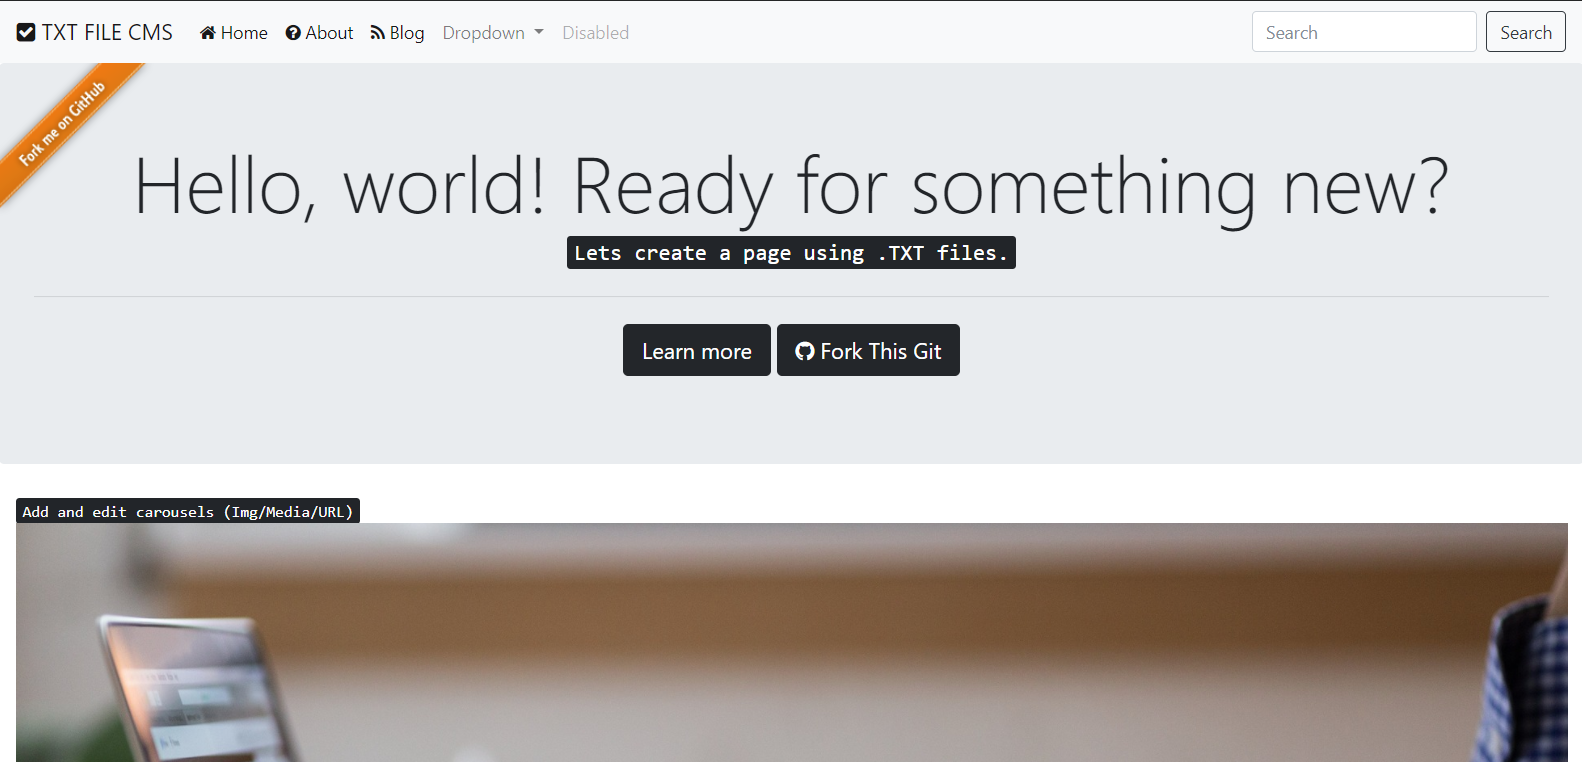 TXT FILE CMS Home About Blog Dropdown Disabled Search Search
Fork me on GitHub
Hello, world! Ready for something new?
Lets create a page using .TXT files.
Learn more Fork This Git
Add and edit carousels (Img/Media/URL)